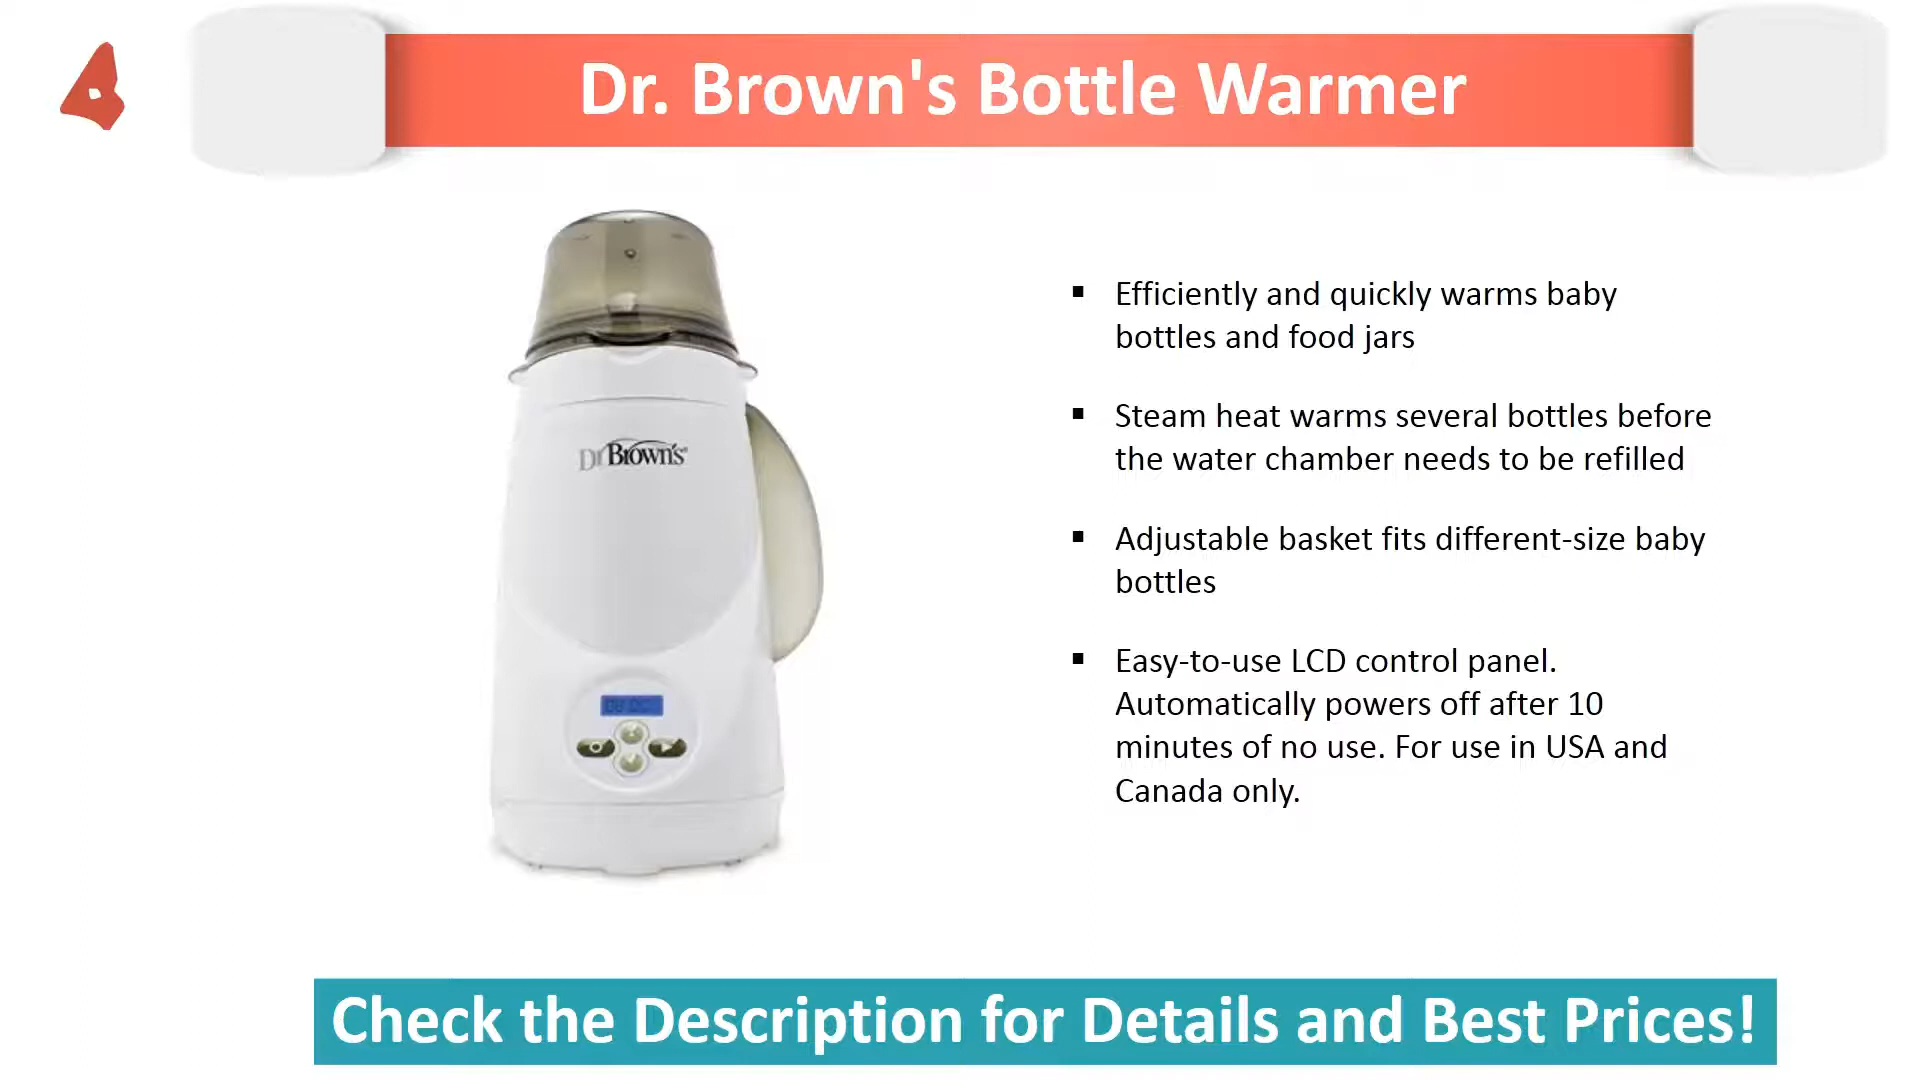 4
Dr. Brown's Bottle Warmer
Dr Brown's
▪ Efficiently and quickly warms baby
bottles and food jars
▪ Steam heat warms several bottles before
the water chamber needs to be refilled
▪ Adjustable basket fits different-size baby
bottles
▪ Easy-to-use LCD control panel.
Automatically powers off after 10
minutes of no use. For use in USA and
Canada only.
Check the Description for Details and Best Prices!